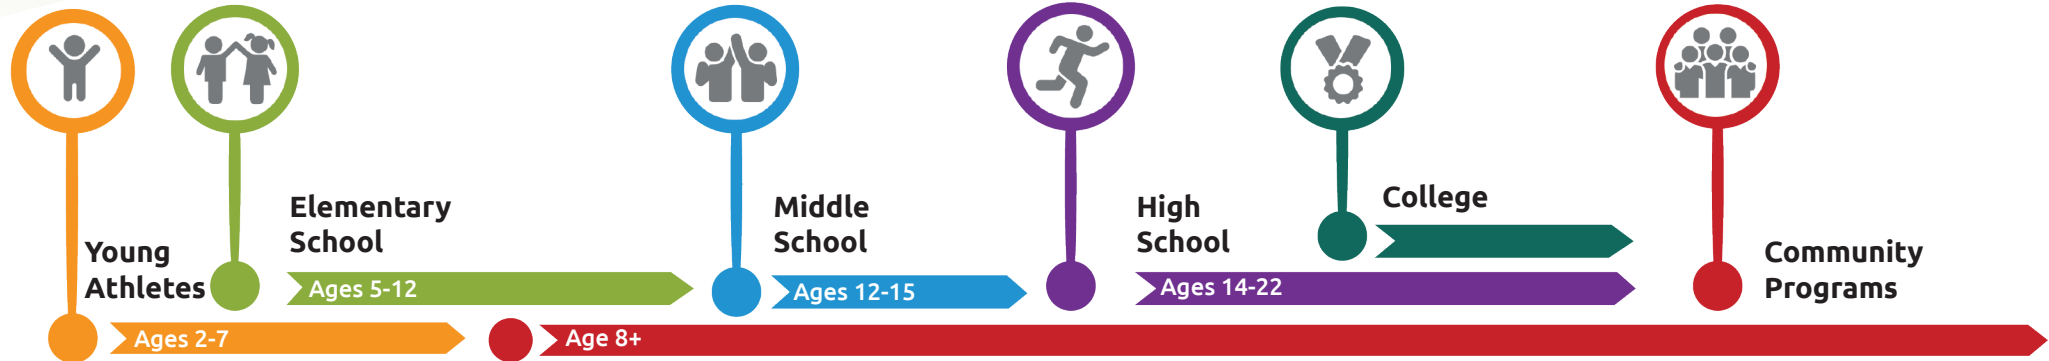 Young
Athletes
Ages 2-7
Elementary
School
Ages 5-12
Middle
School
Ages 12-15
High
School
Ages 14-22
College
Community
Programs
Age 8+